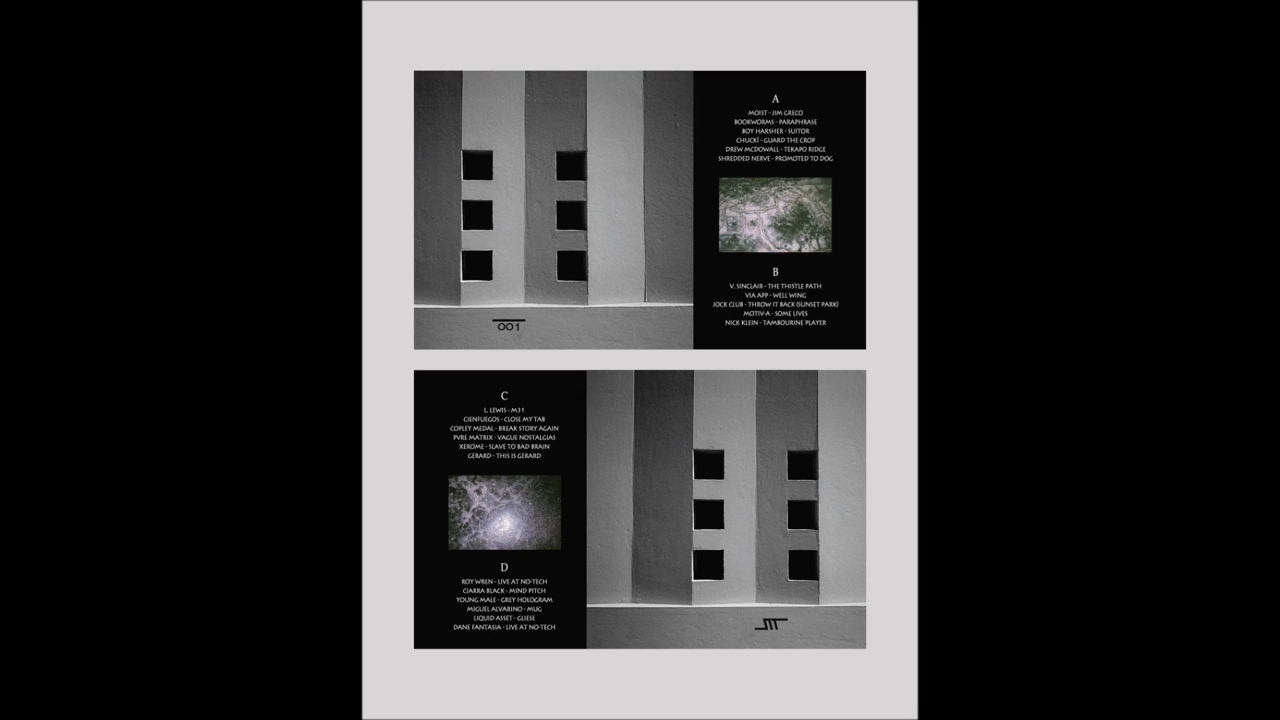 A
MOIST - JIM GRECO
BOOKWORMS - PARAPHRASE
BOY HARSHER - SUITOR
CHUCKÍ - GUARD THE CROP
DREW MCDOWALL - TEKAPO RIDGE
SHREDDED NERVE - PROMOTED TO DOG
B
V. SINCLAIR - THE THISTLE PATH
VIA APP - WELL WING
JOCK CLUB - THROW IT BACK (SUNSET PARK)
MOTIV-A - SOME LIVES
NICK KLEIN - TAMBOURINE PLAYER
001
C
L. LEWIS - M31
CIENFUEGOS - CLOSE MY TAB
COPLEY MEDAL - BREAK STORY AGAIN
PVRE MATRIX - VAGUE NOSTALGIAS
XEROME - SLAVE TO BAD BRAIN
GERARD - THIS IS GERARD
D
ROY WREN - LIVE AT NO-TECH
CIARRA BLACK - MIND PITCH
YOUNG MALE - GREY HOLOGRAM
MIGUEL ALVARINO - MUG
LIQUID ASSET - GLIESE
DANE FANTASIA - LIVE AT NO-TECH